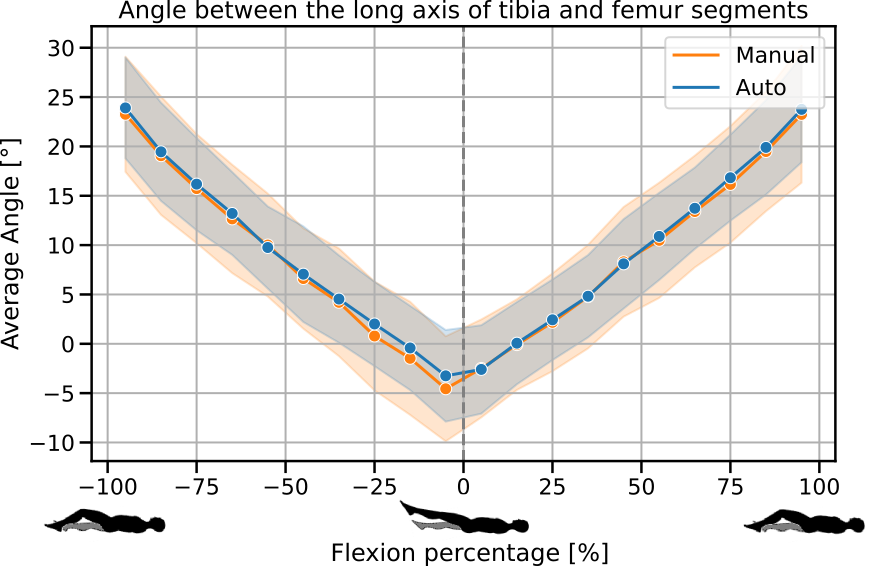 Angle between the long axis of tibia and femur segments
Manual
Auto
Average Angle [°]
30
25
20
15
10
5
0
−5
−10
−100 −75 −50 −25 0 25 50 75 100
Flexion percentage [%]